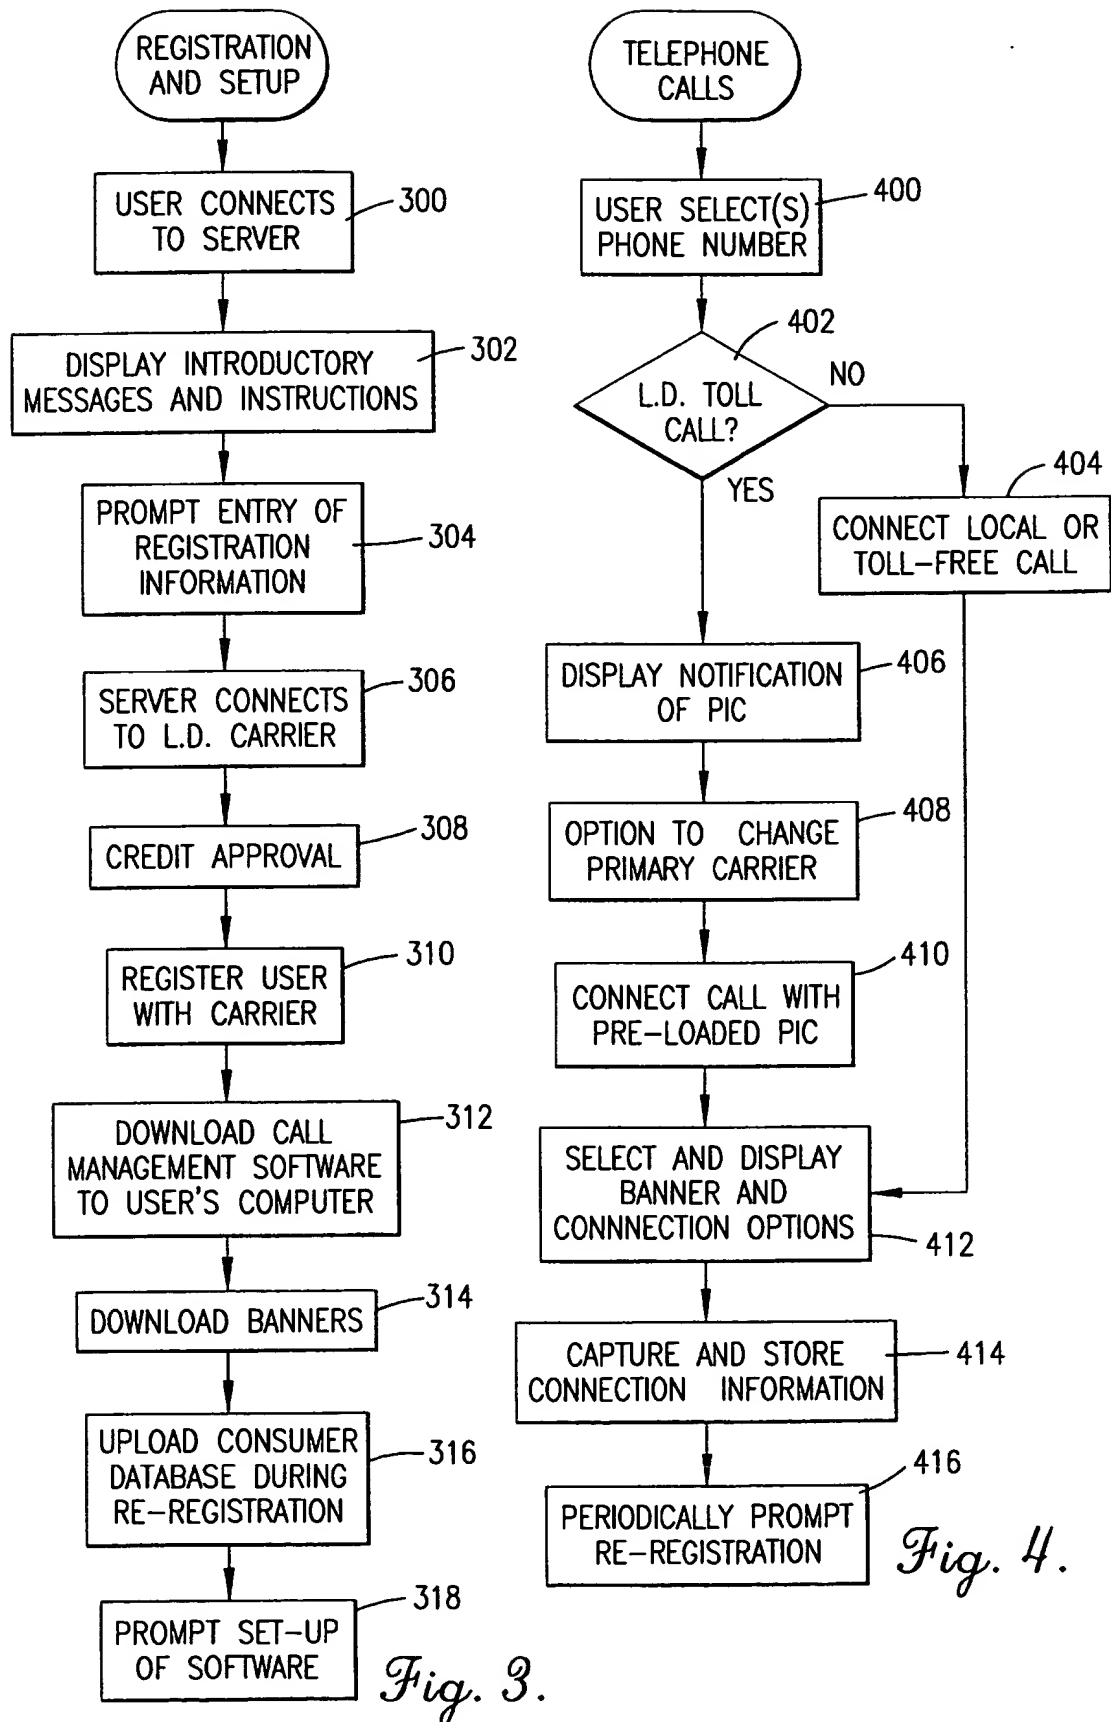 REGISTRATION
AND SETUP
USER CONNECTS
TO SERVER
300
DISPLAY INTRODUCTORY
MESSAGES AND INSTRUCTIONS
302
PROMPT ENTRY OF
REGISTRATION
INFORMATION
304
SERVER CONNECTS
TO L.D. CARRIER
306
CREDIT APPROVAL
308
REGISTER USER
WITH CARRIER
310
DOWNLOAD CALL
MANAGEMENT SOFTWARE
TO USER'S COMPUTER
312
DOWNLOAD BANNERS
314
UPLOAD CONSUMER
DATABASE DURING
RE-REGISTRATION
316
PROMPT SET-UP
OF SOFTWARE
318
Fig. 3.
TELEPHONE
CALLS
USER SELECT(S)
PHONE NUMBER
400
L.D. TOLL
CALL?
402
NO
YES
CONNECT LOCAL OR
TOLL-FREE CALL
404
DISPLAY NOTIFICATION
OF PIC
406
OPTION TO CHANGE
PRIMARY CARRIER
408
CONNECT CALL WITH
PRE-LOADED PIC
410
SELECT AND DISPLAY
BANNER AND
CONNNECTION OPTIONS
412
CAPTURE AND STORE
CONNECTION INFORMATION
414
PERIODICALLY PROMPT
RE-REGISTRATION
416
Fig. 4.